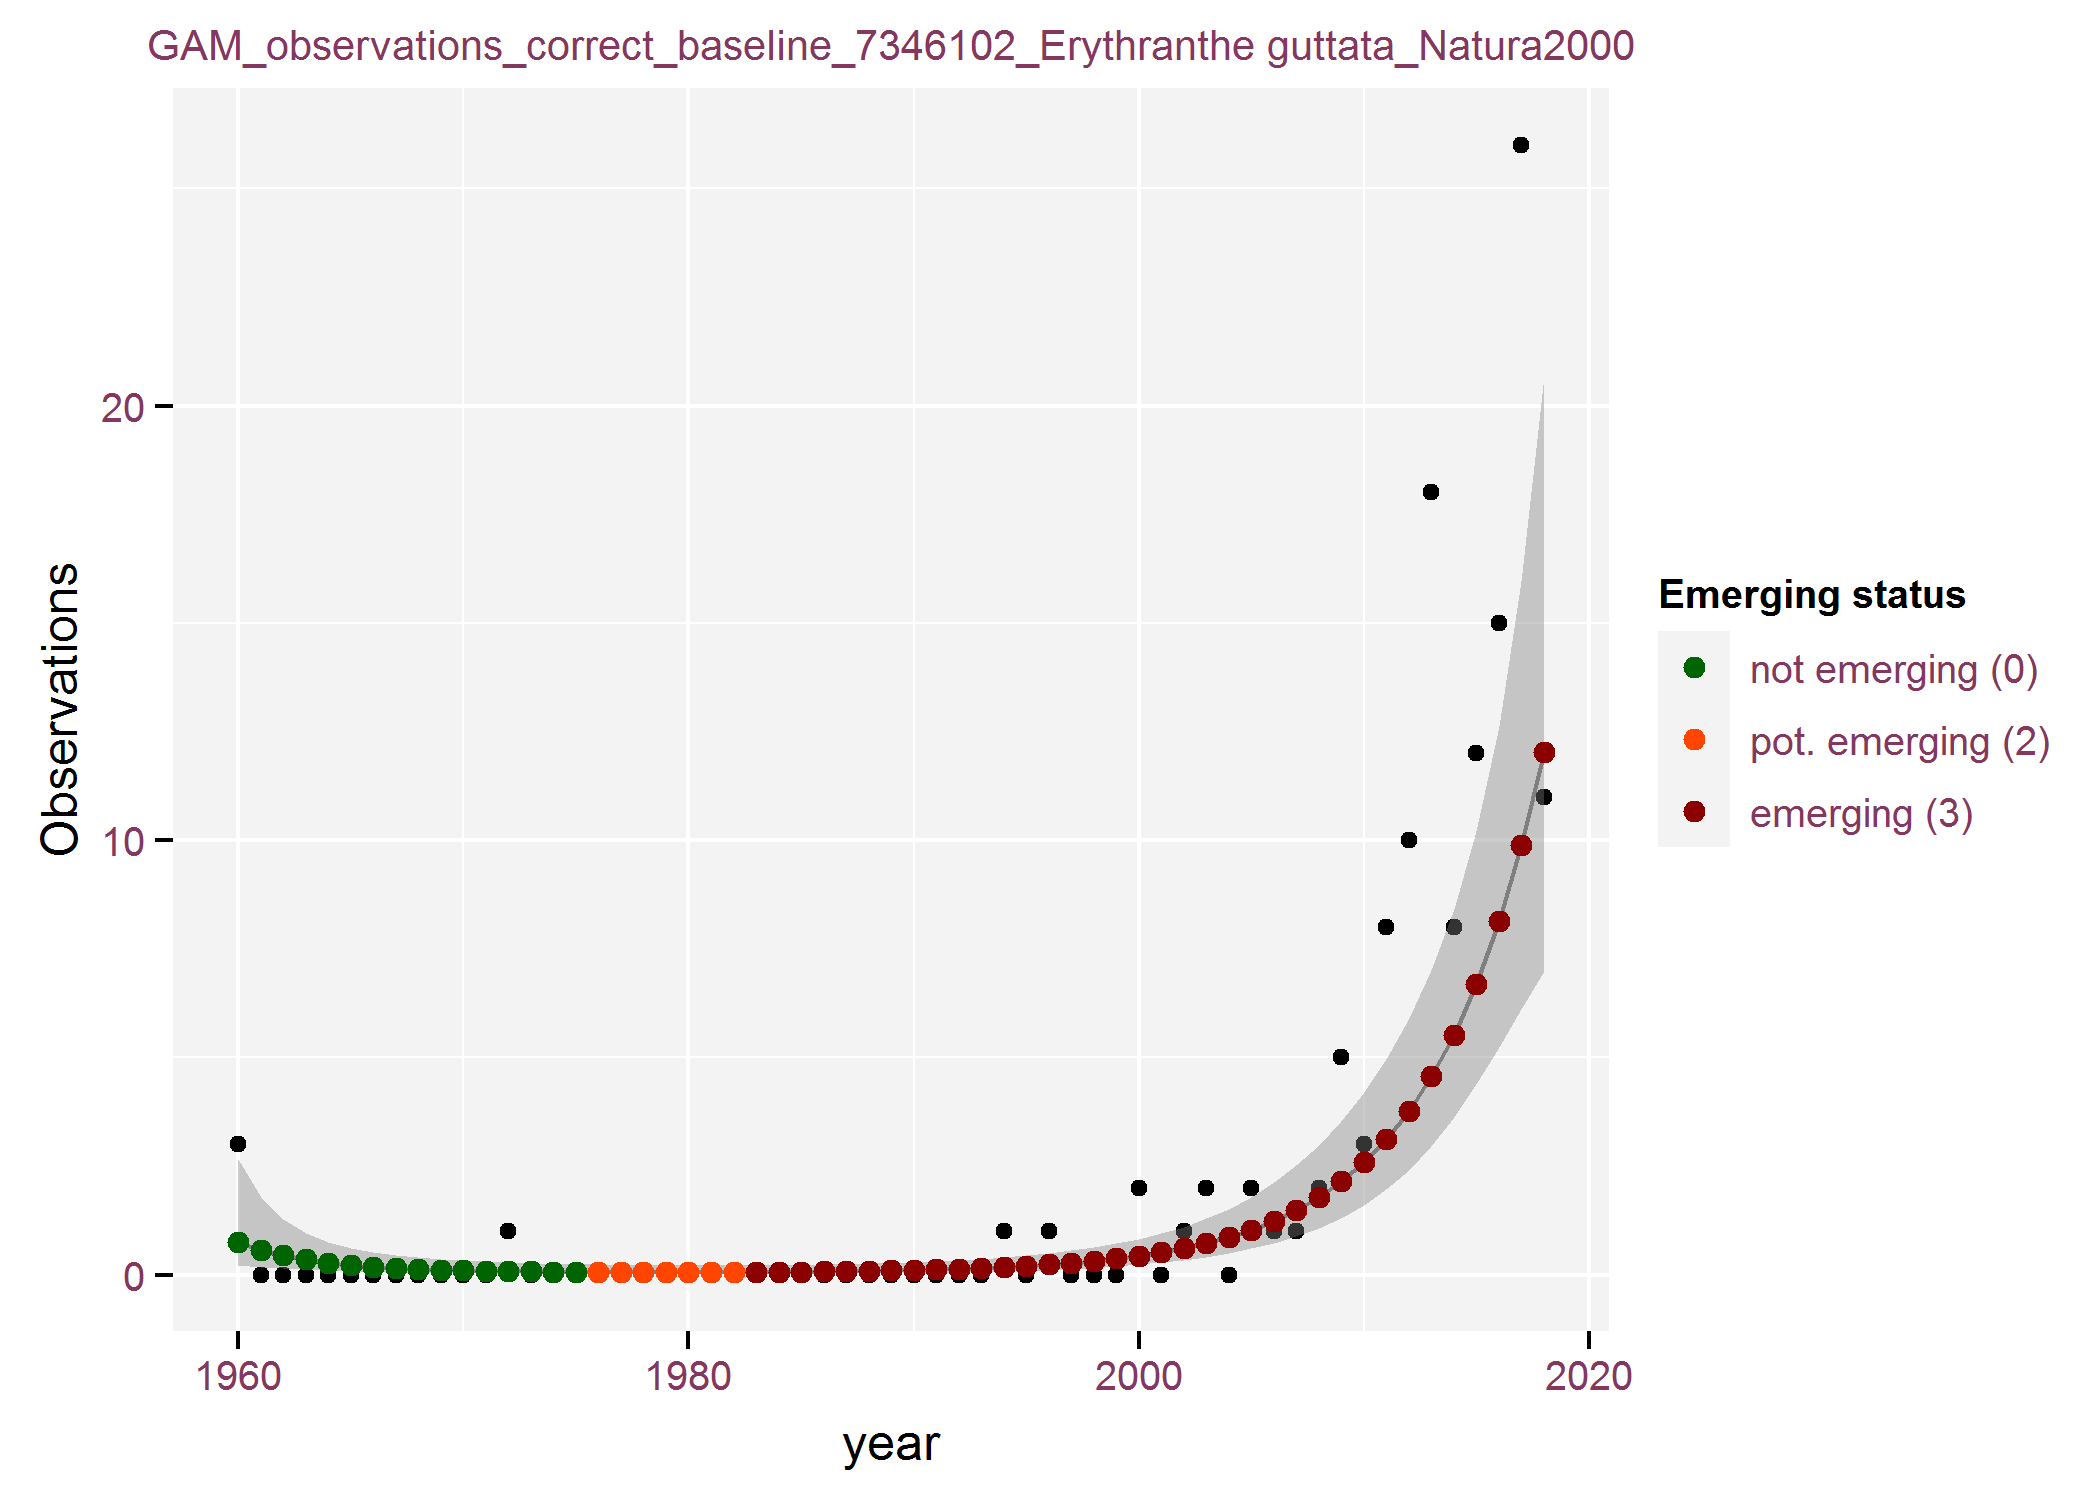 GAM_observations_correct_baseline_7346102_Erythranthe guttata_Natura2000
Observations
20
10
0
1960
1980
2000
2020
year
Emerging status
not emerging (0)
pot. emerging (2)
emerging (3)